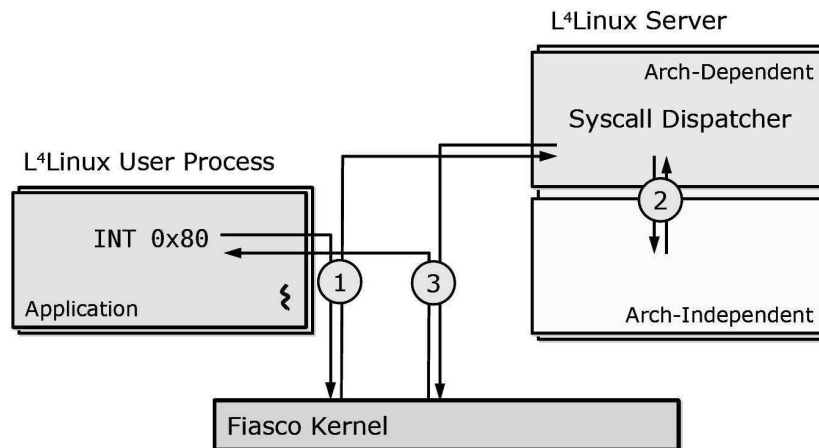 L⁴Linux Server
Arch-Dependent
Syscall Dispatcher
L⁴Linux User Process
2
INT 0x80
1
3
Application
Arch-Independent
Fiasco Kernel